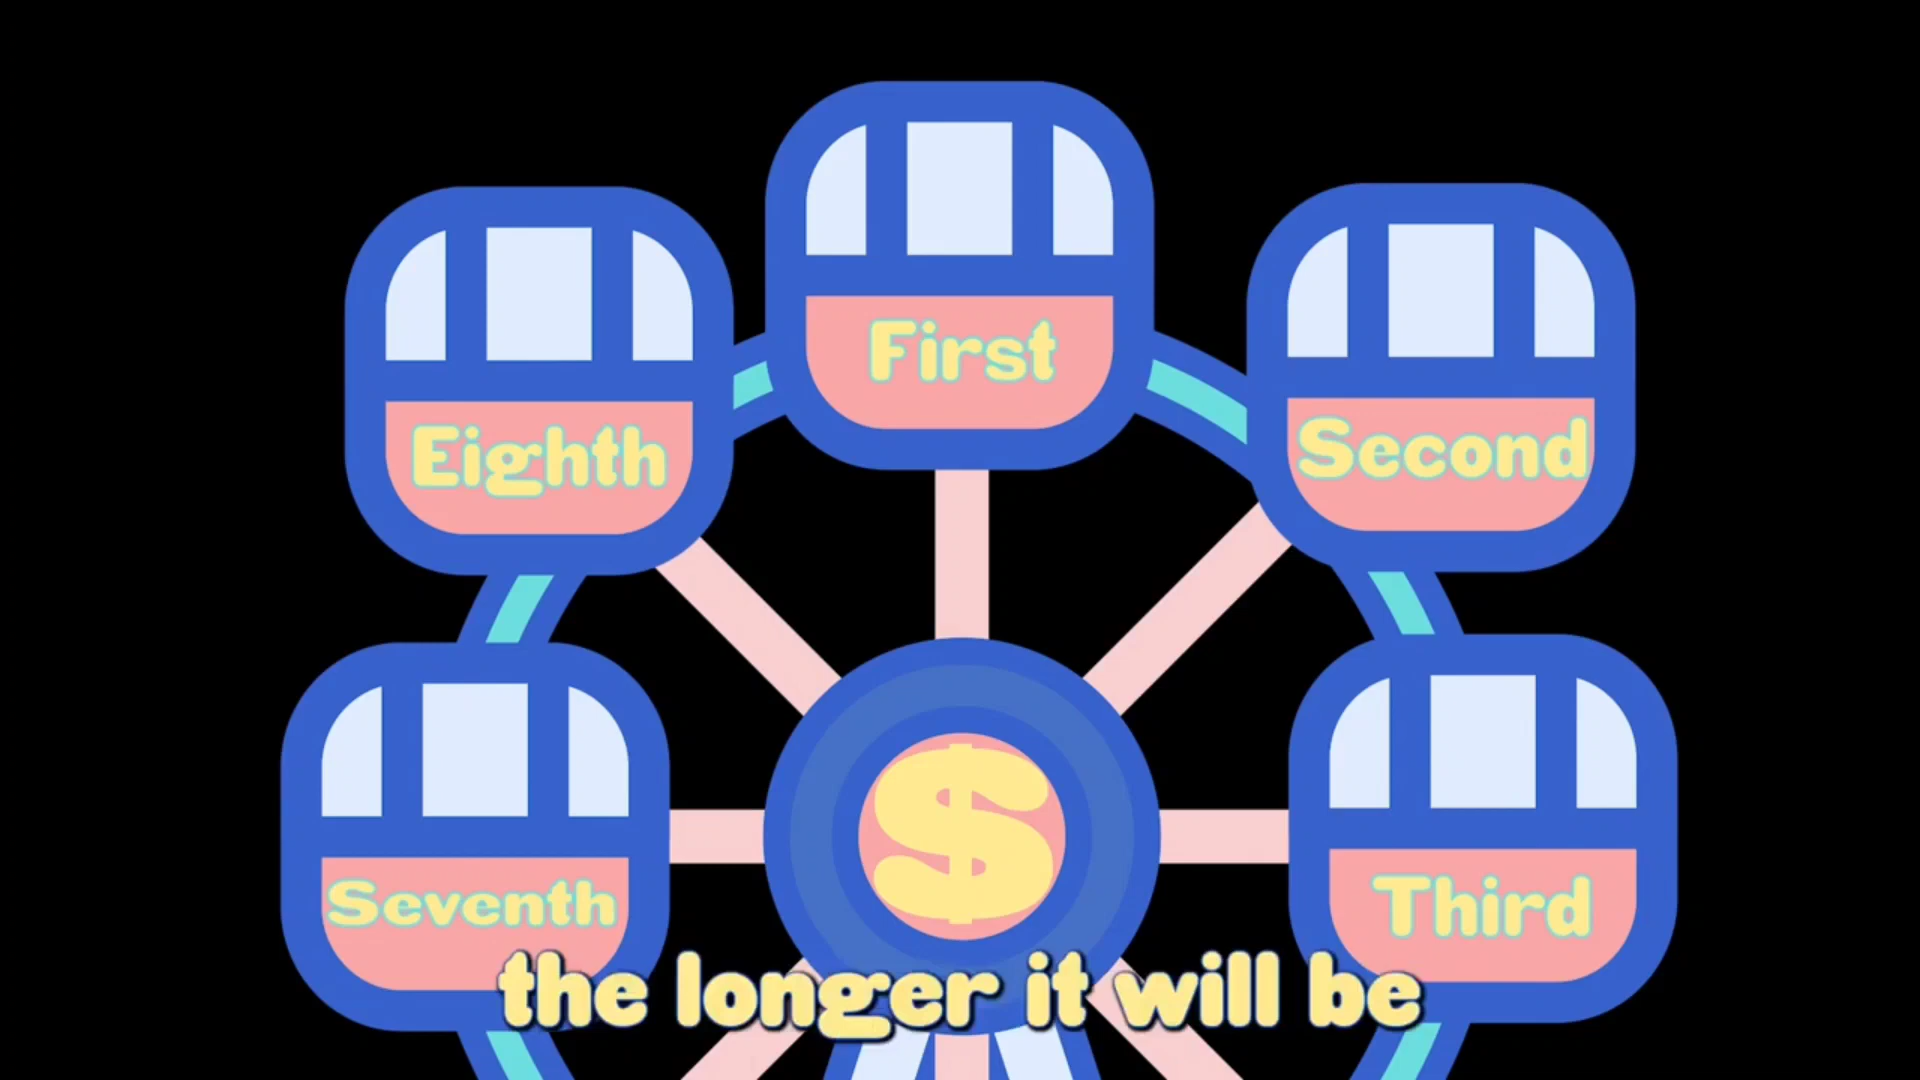 First
Eighth
Second
$
Seventh
Third
the longer it will be